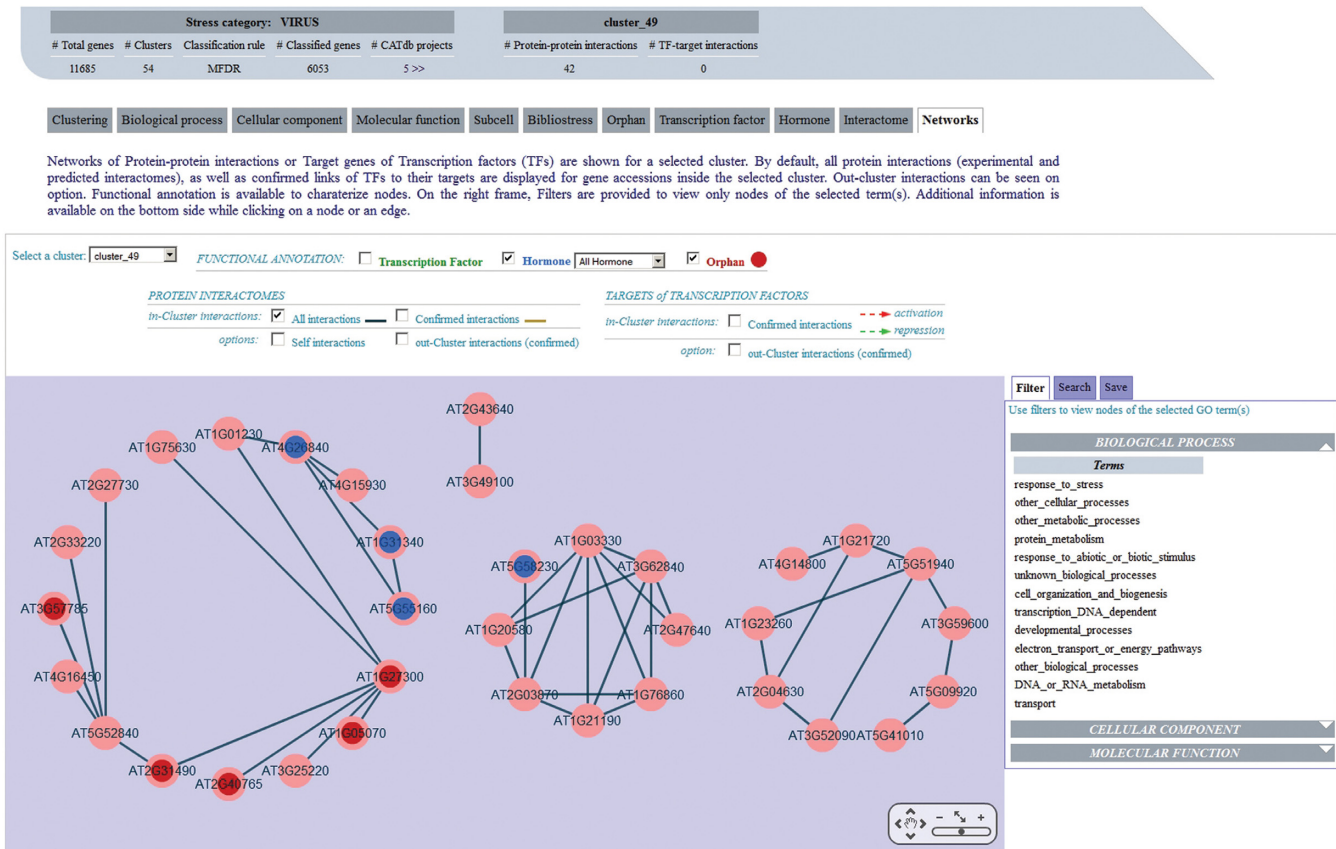 Stress category: VIRUS
# Total genes # Clusters Classification rule # Classified genes # CATdb projects
11685 54 MFDR 6053 5 >>
cluster_49
# Protein-protein interactions # TF-target interactions
42 0
Clustering Biological process Cellular component Molecular function Subcell Bibliostress Orphan Transcription factor Hormone Interactome Networks
Networks of Protein-protein interactions or Target genes of Transcription factors (TFs) are shown for a selected cluster. By default, all protein interactions (experimental and
predicted interactomes), as well as confirmed links of TFs to their targets are displayed for gene accessions inside the selected cluster. Out-cluster interactions can be seen on
option. Functional annotation is available to charaterize nodes. On the right frame, Filters are provided to view only nodes of the selected term(s). Additional information is
available on the bottom side while clicking on a node or an edge.
Select a cluster: cluster_49 FUNCTIONAL ANNOTATION: Transcription Factor Hormone All Hormone Orphan
PROTEIN INTERACTOMES
in-Cluster interactions: All interactions Confirmed interactions
options: Self interactions out-Cluster interactions (confirmed)
TARGETS of TRANSCRIPTION FACTORS
in-Cluster interactions: Confirmed interactions activation
repression
option: out-Cluster interactions (confirmed)
AT2G43640
AT1G01230
AT1G75630
AT4G26840
AT3G49100
AT2G27730
AT4G15930
AT2G33220
AT1G31340
AT3G57785
AT5G55160
AT4G16450
AT1G27300
AT5G52840
AT1G05070
AT2G31490
AT3G25220
AT2G40765
AT1G03330
AT5G58230
AT3G62840
AT1G20580
AT2G47640
AT2G03870
AT1G76860
AT1G21190
AT1G21720
AT4G14800
AT5G51940
AT1G23260
AT3G59600
AT2G04630
AT5G09920
AT3G52090
AT5G41010
Filter Search Save
Use filters to view nodes of the selected GO term(s)
BIOLOGICAL PROCESS
Terms
response_to_stress
other_cellular_processes
other_metabolic_processes
protein_metabolism
response_to_abiotic_or_biotic_stimulus
unknown_biological_processes
cell_organization_and_biogenesis
transcription_DNA_dependent
developmental_processes
electron_transport_or_energy_pathways
other_biological_processes
DNA_or_RNA_metabolism
transport
CELLULAR COMPONENT
MOLECULAR FUNCTION